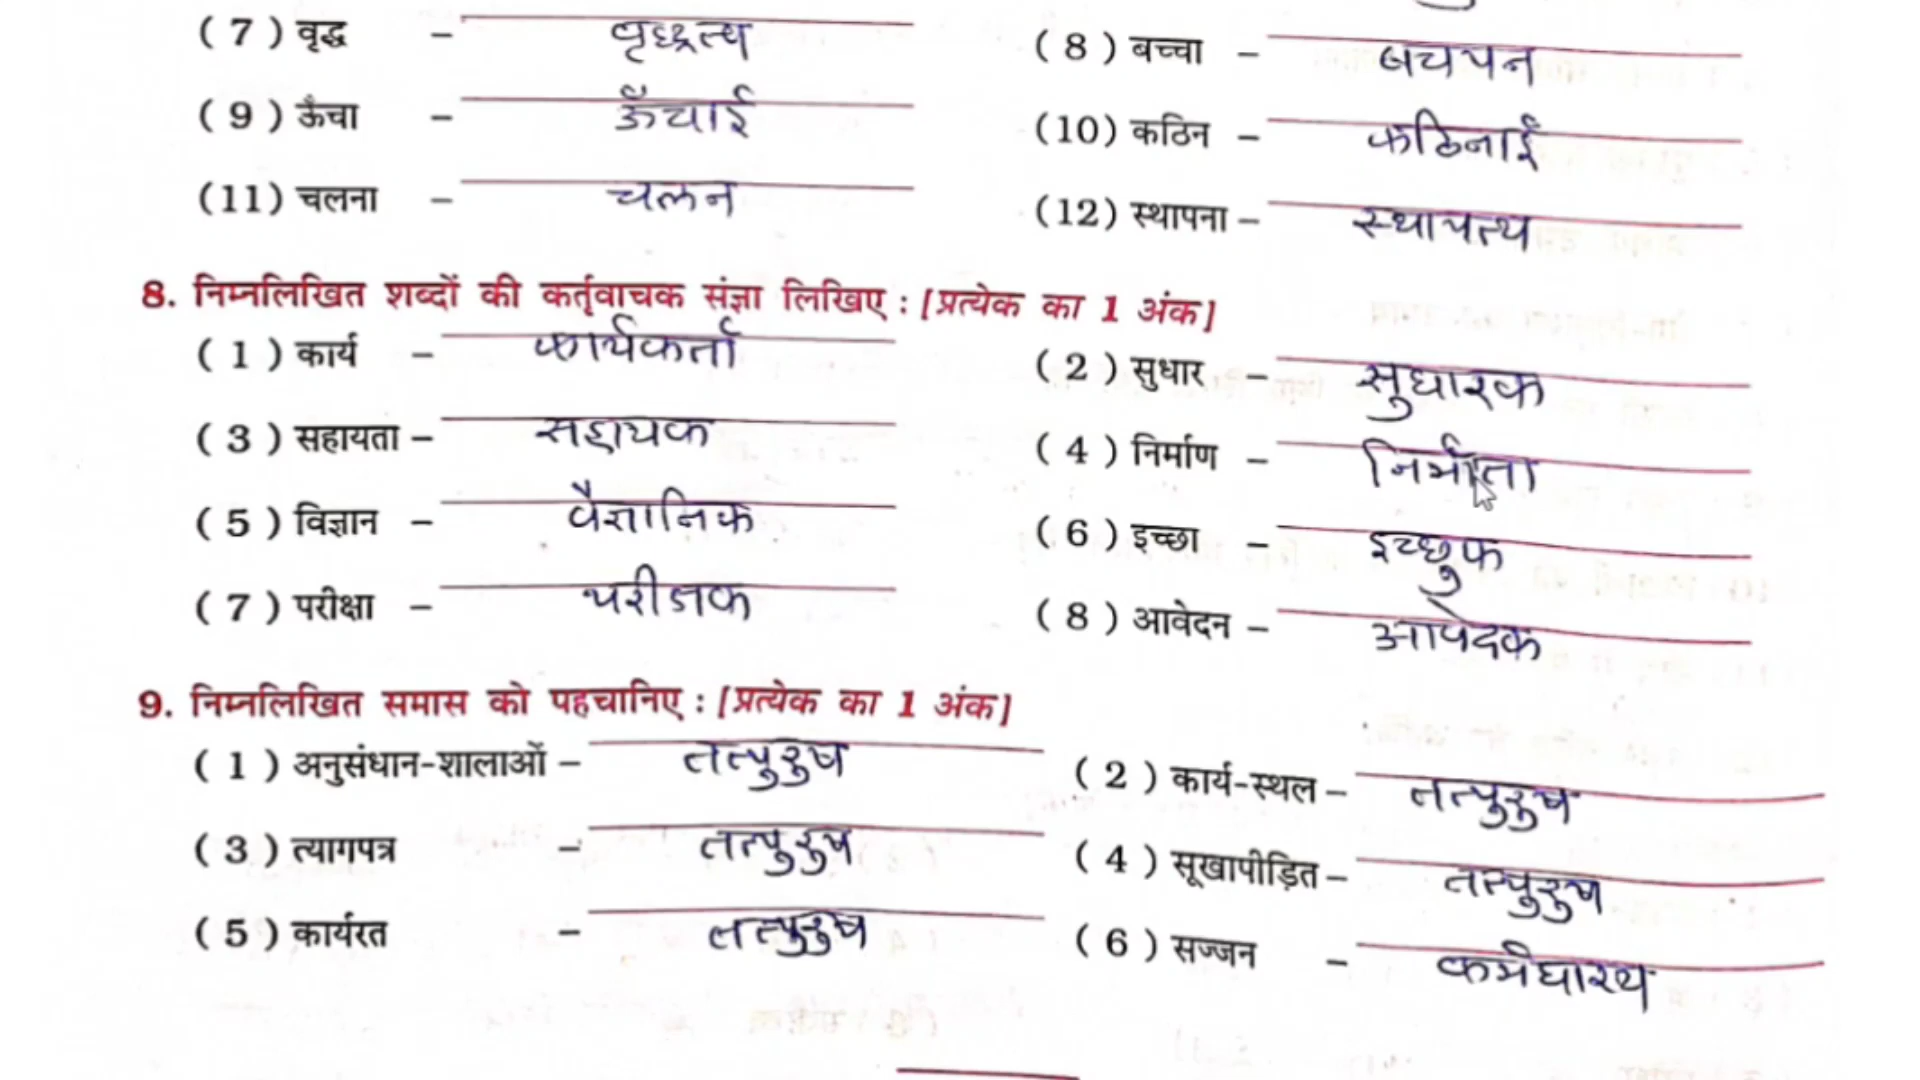 ( 7 ) वृद्ध – वृद्धत्व
( 8 ) बच्चा – बचपन
( 9 ) ऊँचा – ऊँचाई
(10) कठिन – कठिनाई
(11) चलना – चलन
(12) स्थापना – स्थापत्य
8. निम्नलिखित शब्दों की कर्तृवाचक संज्ञा लिखिए : [प्रत्येक का 1 अंक]
( 1 ) कार्य – कार्यकर्ता
( 2 ) सुधार – सुधारक
( 3 ) सहायता – सहायक
( 4 ) निर्माण – निर्माता
( 5 ) विज्ञान – वैज्ञानिक
( 6 ) इच्छा – इच्छुक
( 7 ) परीक्षा – परीक्षक
( 8 ) आवेदन – आवेदक
9. निम्नलिखित समास को पहचानिए : [प्रत्येक का 1 अंक]
( 1 ) अनुसंधान-शालाओं – तत्पुरुष
( 2 ) कार्य-स्थल – तत्पुरुष
( 3 ) त्यागपत्र – तत्पुरुष
( 4 ) सूखापीड़ित – तत्पुरुष
( 5 ) कार्यरत – तत्पुरुष
( 6 ) सज्जन – कर्मधारय